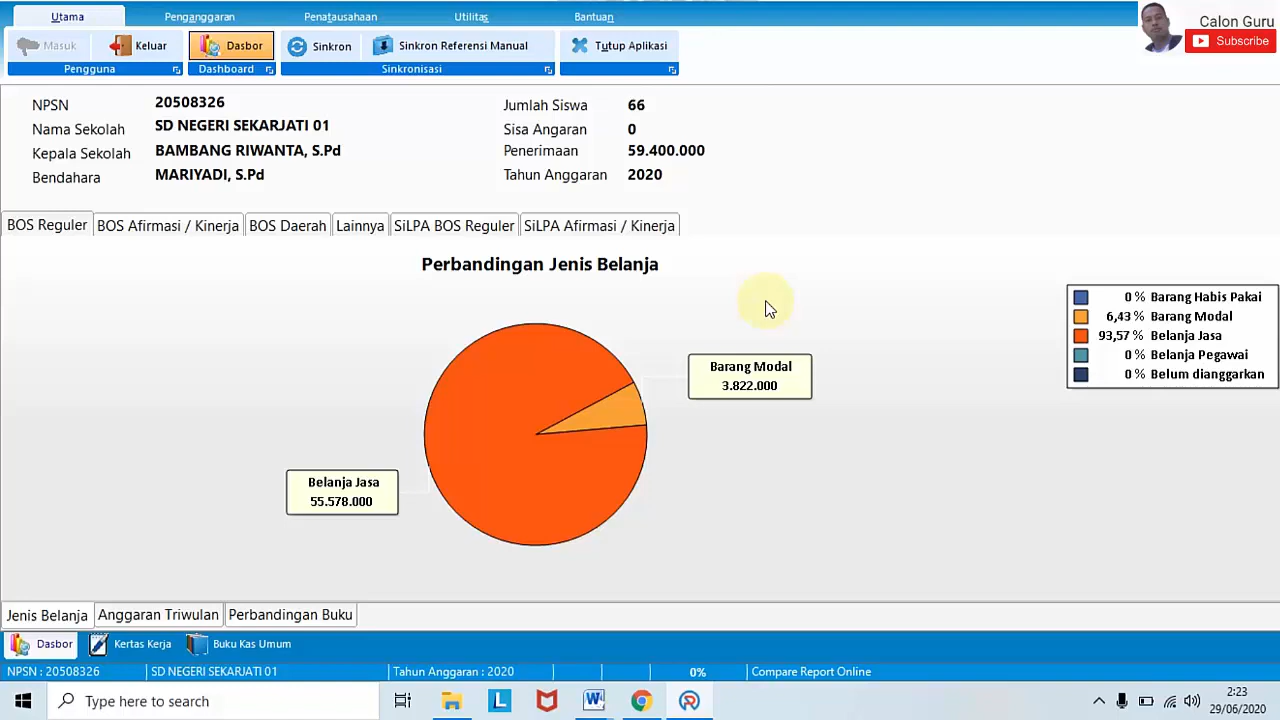 Utama Penganggaran Penatausahaan Utilitas Bantuan
Masuk Keluar Dasbor Sinkron Sinkron Referensi Manual Tutup Aplikasi
Pengguna Dashboard Sinkronisasi
Calon Guru
Subscribe
NPSN 20508326
Nama Sekolah SD NEGERI SEKARJATI 01
Kepala Sekolah BAMBANG RIWANTA, S.Pd
Bendahara MARIYADI, S.Pd
Jumlah Siswa 66
Sisa Angaran 0
Penerimaan 59.400.000
Tahun Anggaran 2020
BOS Reguler BOS Afirmasi / Kinerja BOS Daerah Lainnya SiLPA BOS Reguler SiLPA Afirmasi / Kinerja
Perbandingan Jenis Belanja
0 % Barang Habis Pakai
6,43 % Barang Modal
93,57 % Belanja Jasa
0 % Belanja Pegawai
0 % Belum dianggarkan
Barang Modal
3.822.000
Belanja Jasa
55.578.000
Jenis Belanja Anggaran Triwulan Perbandingan Buku
Dasbor Kertas Kerja Buku Kas Umum
NPSN : 20508326 SD NEGERI SEKARJATI 01 Tahun Anggaran : 2020 0% Compare Report Online
Type here to search
2:23
29/06/2020